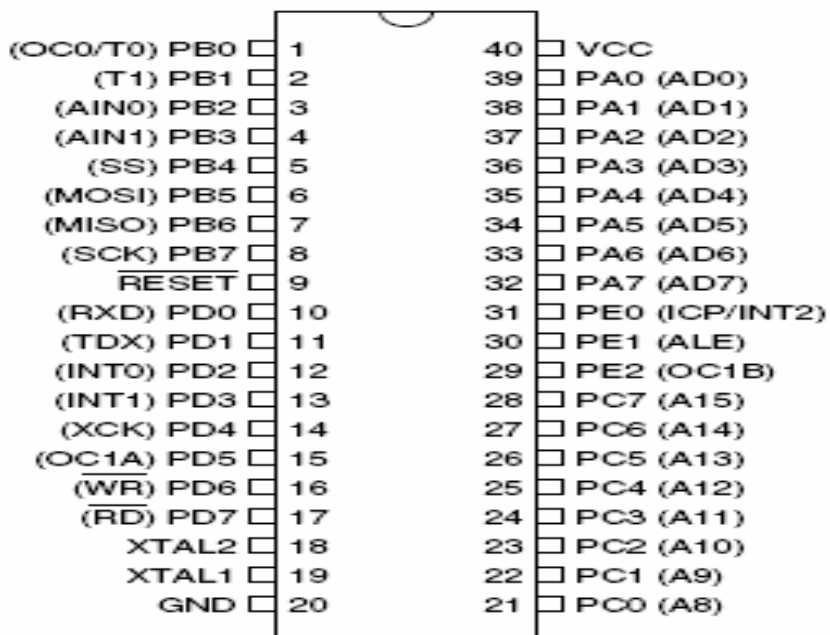 (OC0/T0) PB0 1 40 VCC
(T1) PB1 2 39 PA0 (AD0)
(AIN0) PB2 3 38 PA1 (AD1)
(AIN1) PB3 4 37 PA2 (AD2)
(SS) PB4 5 36 PA3 (AD3)
(MOSI) PB5 6 35 PA4 (AD4)
(MISO) PB6 7 34 PA5 (AD5)
(SCK) PB7 8 33 PA6 (AD6)
RESET 9 32 PA7 (AD7)
(RXD) PD0 10 31 PE0 (ICP/INT2)
(TDX) PD1 11 30 PE1 (ALE)
(INT0) PD2 12 29 PE2 (OC1B)
(INT1) PD3 13 28 PC7 (A15)
(XCK) PD4 14 27 PC6 (A14)
(OC1A) PD5 15 26 PC5 (A13)
(WR) PD6 16 25 PC4 (A12)
(RD) PD7 17 24 PC3 (A11)
XTAL2 18 23 PC2 (A10)
XTAL1 19 22 PC1 (A9)
GND 20 21 PC0 (A8)